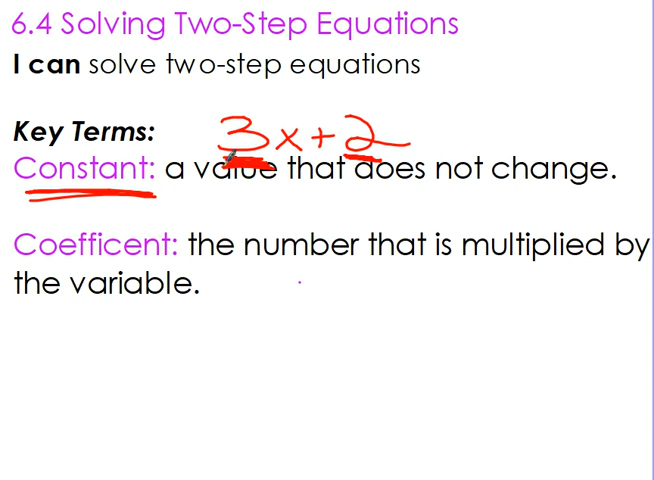 6.4 Solving Two-Step Equations
I can solve two-step equations
Key Terms:
3x+2
Constant: a value that does not change.
Coefficent: the number that is multiplied by
the variable.